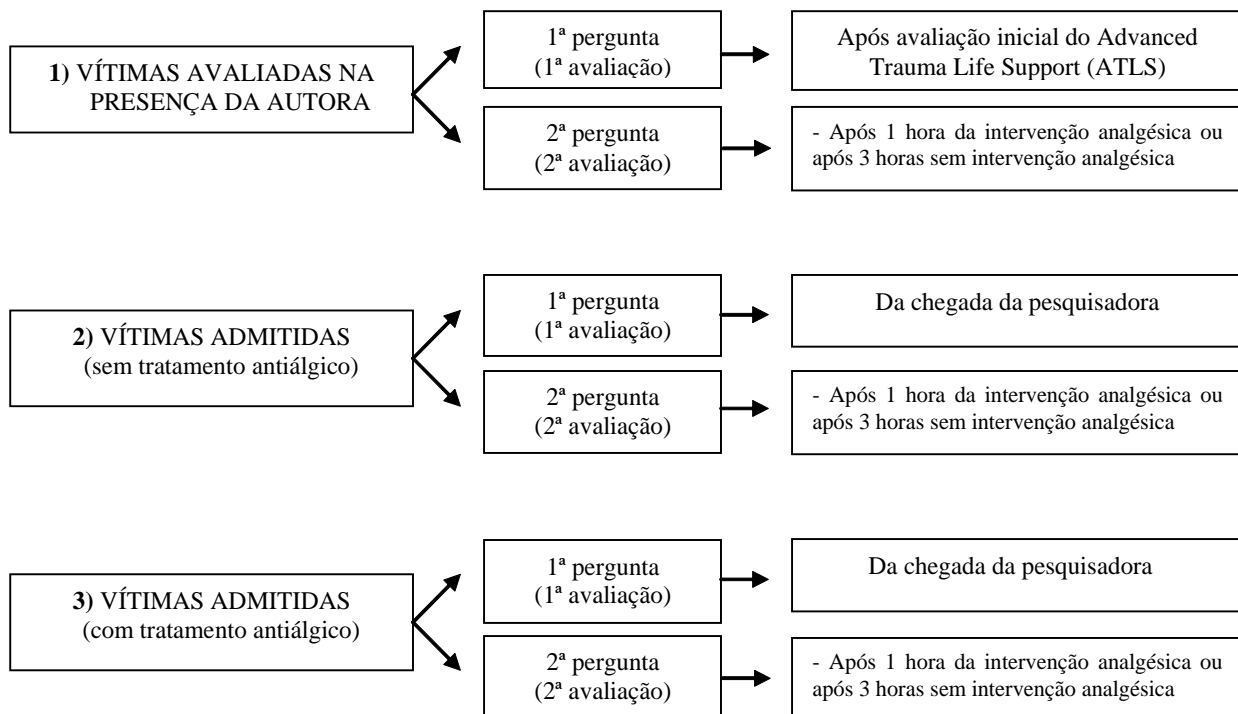 1) VÍTIMAS AVALIADAS NA
PRESENÇA DA AUTORA
1ª pergunta
(1ª avaliação)
Após avaliação inicial do Advanced
Trauma Life Support (ATLS)
2ª pergunta
(2ª avaliação)
- Após 1 hora da intervenção analgésica ou
após 3 horas sem intervenção analgésica
2) VÍTIMAS ADMITIDAS
(sem tratamento antiálgico)
1ª pergunta
(1ª avaliação)
Da chegada da pesquisadora
2ª pergunta
(2ª avaliação)
- Após 1 hora da intervenção analgésica ou
após 3 horas sem intervenção analgésica
3) VÍTIMAS ADMITIDAS
(com tratamento antiálgico)
1ª pergunta
(1ª avaliação)
Da chegada da pesquisadora
2ª pergunta
(2ª avaliação)
- Após 1 hora da intervenção analgésica ou
após 3 horas sem intervenção analgésica